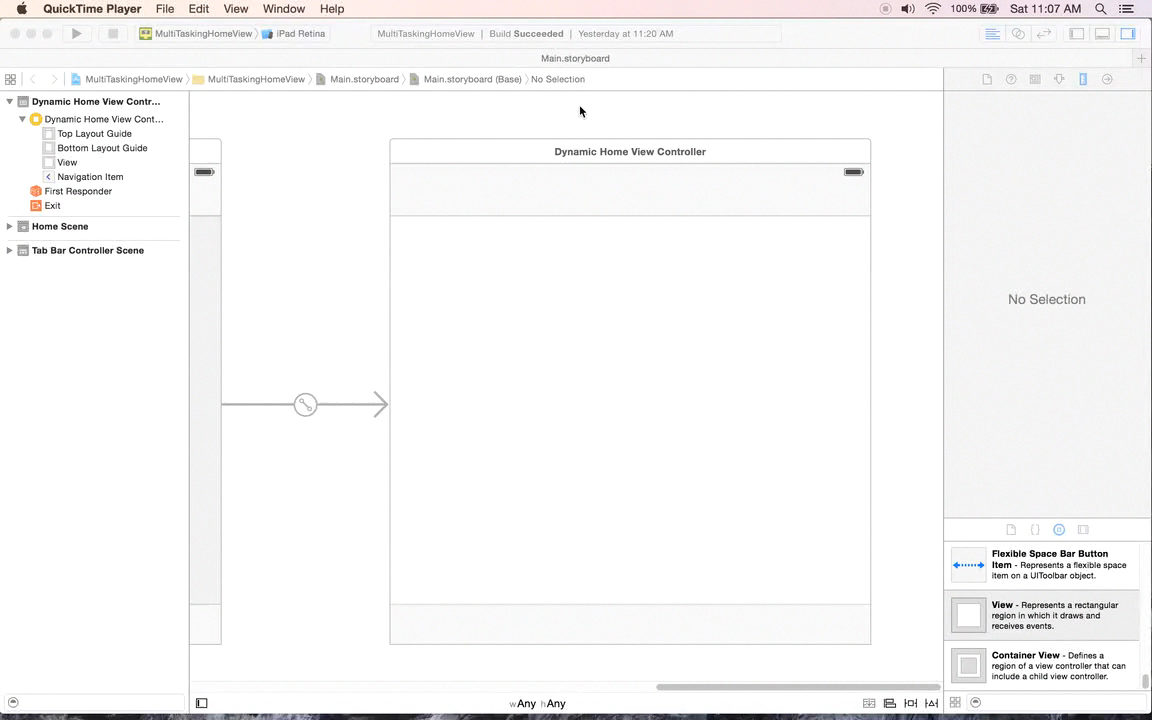 QuickTime Player File Edit View Window Help 100% Sat 11:07 AM
MultiTaskingHomeView iPad Retina MultiTaskingHomeView | Build Succeeded | Yesterday at 11:20 AM
Main.storyboard
MultiTaskingHomeView MultiTaskingHomeView Main.storyboard Main.storyboard (Base) No Selection
Dynamic Home View Contr...
Dynamic Home View Cont...
Top Layout Guide
Bottom Layout Guide
View
Navigation Item
First Responder
Exit
Home Scene
Tab Bar Controller Scene
Dynamic Home View Controller
No Selection
Flexible Space Bar Button
Item - Represents a flexible space
item on a UIToolbar object.
View - Represents a rectangular
region in which it draws and
receives events.
Container View - Defines a
region of a view controller that can
include a child view controller.
wAny hAny